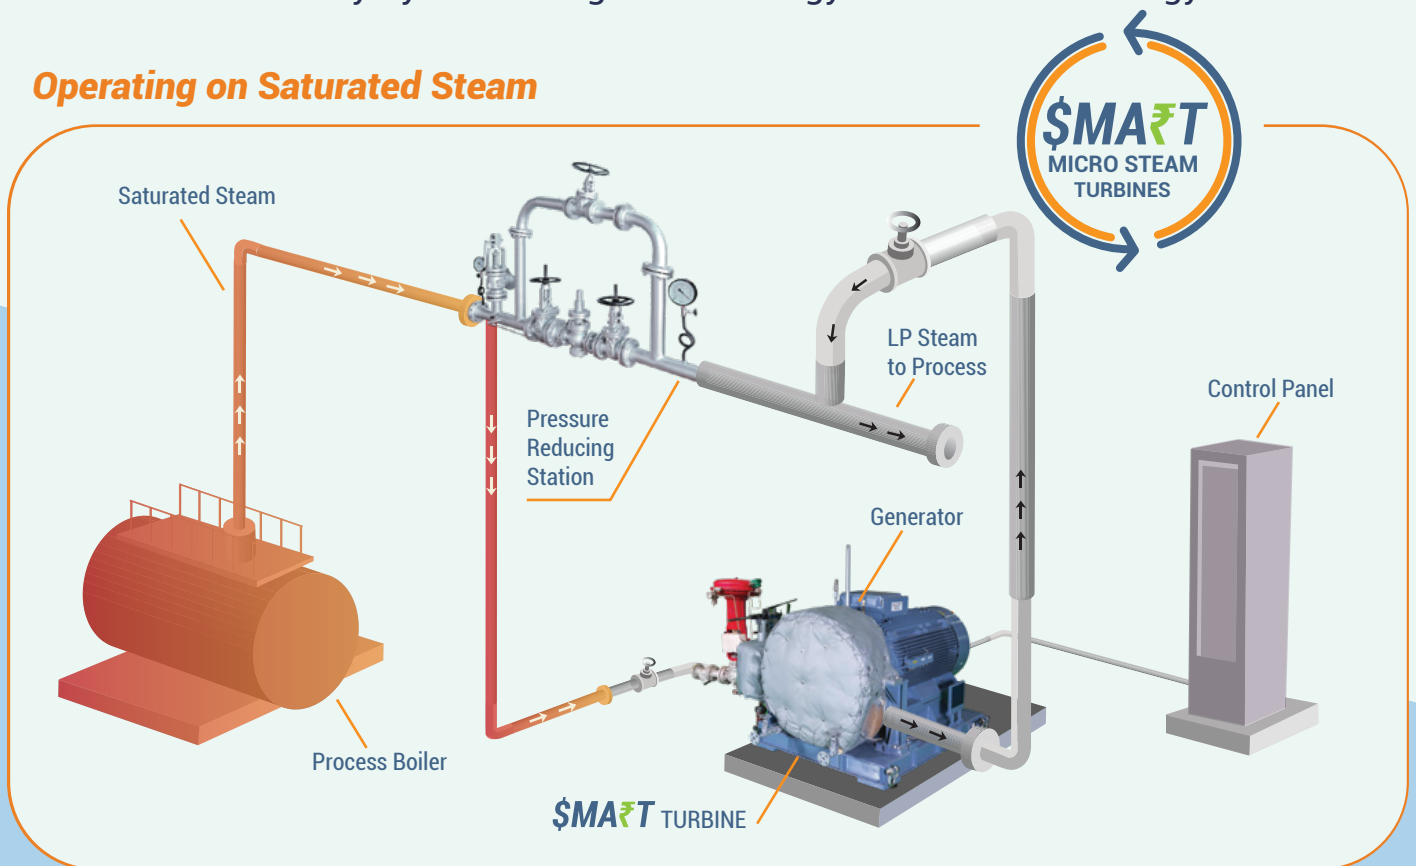 Operating on Saturated Steam
$MA₹T
MICRO STEAM
TURBINES
Saturated Steam
LP Steam
to Process
Control Panel
Pressure
Reducing
Station
Generator
Process Boiler
$MA₹T TURBINE